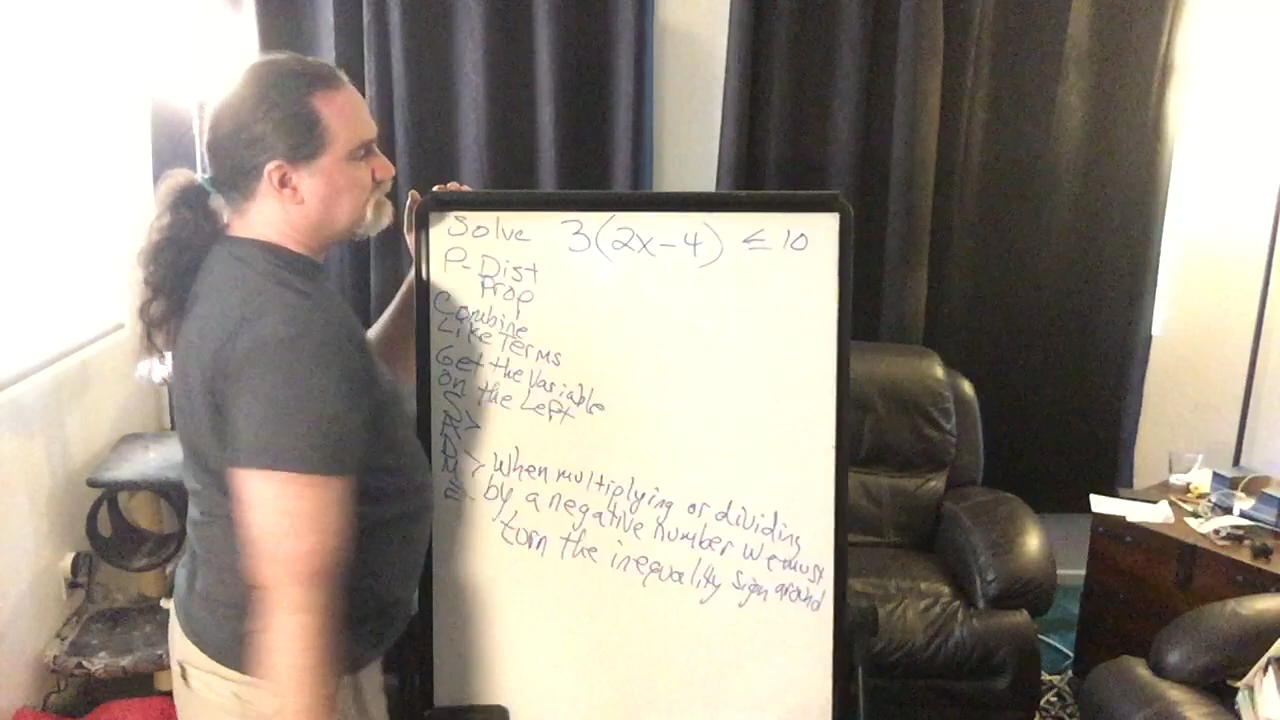 Solve 3(2x-4) ≤ 10
P-Dist
Prop
Combine
Like Terms
Get the Variable
on the Left
S
A >
D
M > When multiplying or dividing
E - by a negative number we must
turn the inequality sign around